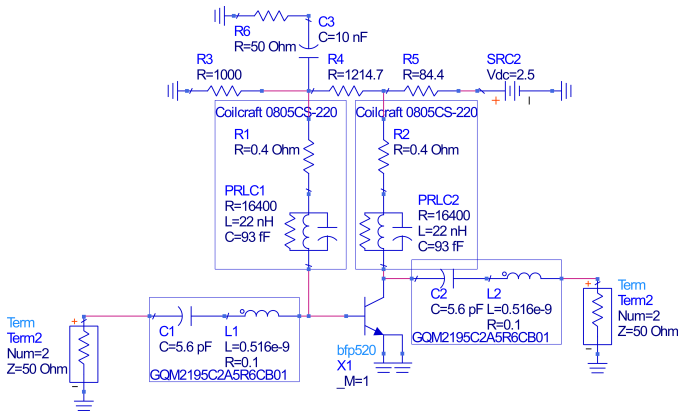 R6
R=50 Ohm
C3
C=10 nF
R3
R=1000
R4
R=1214.7
R5
R=84.4
SRC2
Vdc=2.5
Coilcraft 0805CS-220
Coilcraft 0805CS-220
R1
R=0.4 Ohm
R2
R=0.4 Ohm
PRLC1
R=16400
L=22 nH
C=93 fF
PRLC2
R=16400
L=22 nH
C=93 fF
Term
Term2
Num=2
Z=50 Ohm
C1
C=5.6 pF
L1
L=0.516e-9
R=0.1
GQM2195C2A5R6CB01
bfp520
X1
_M=1
C2
C=5.6 pF
L2
L=0.516e-9
R=0.1
GQM2195C2A5R6CB01
Term
Term2
Num=2
Z=50 Ohm